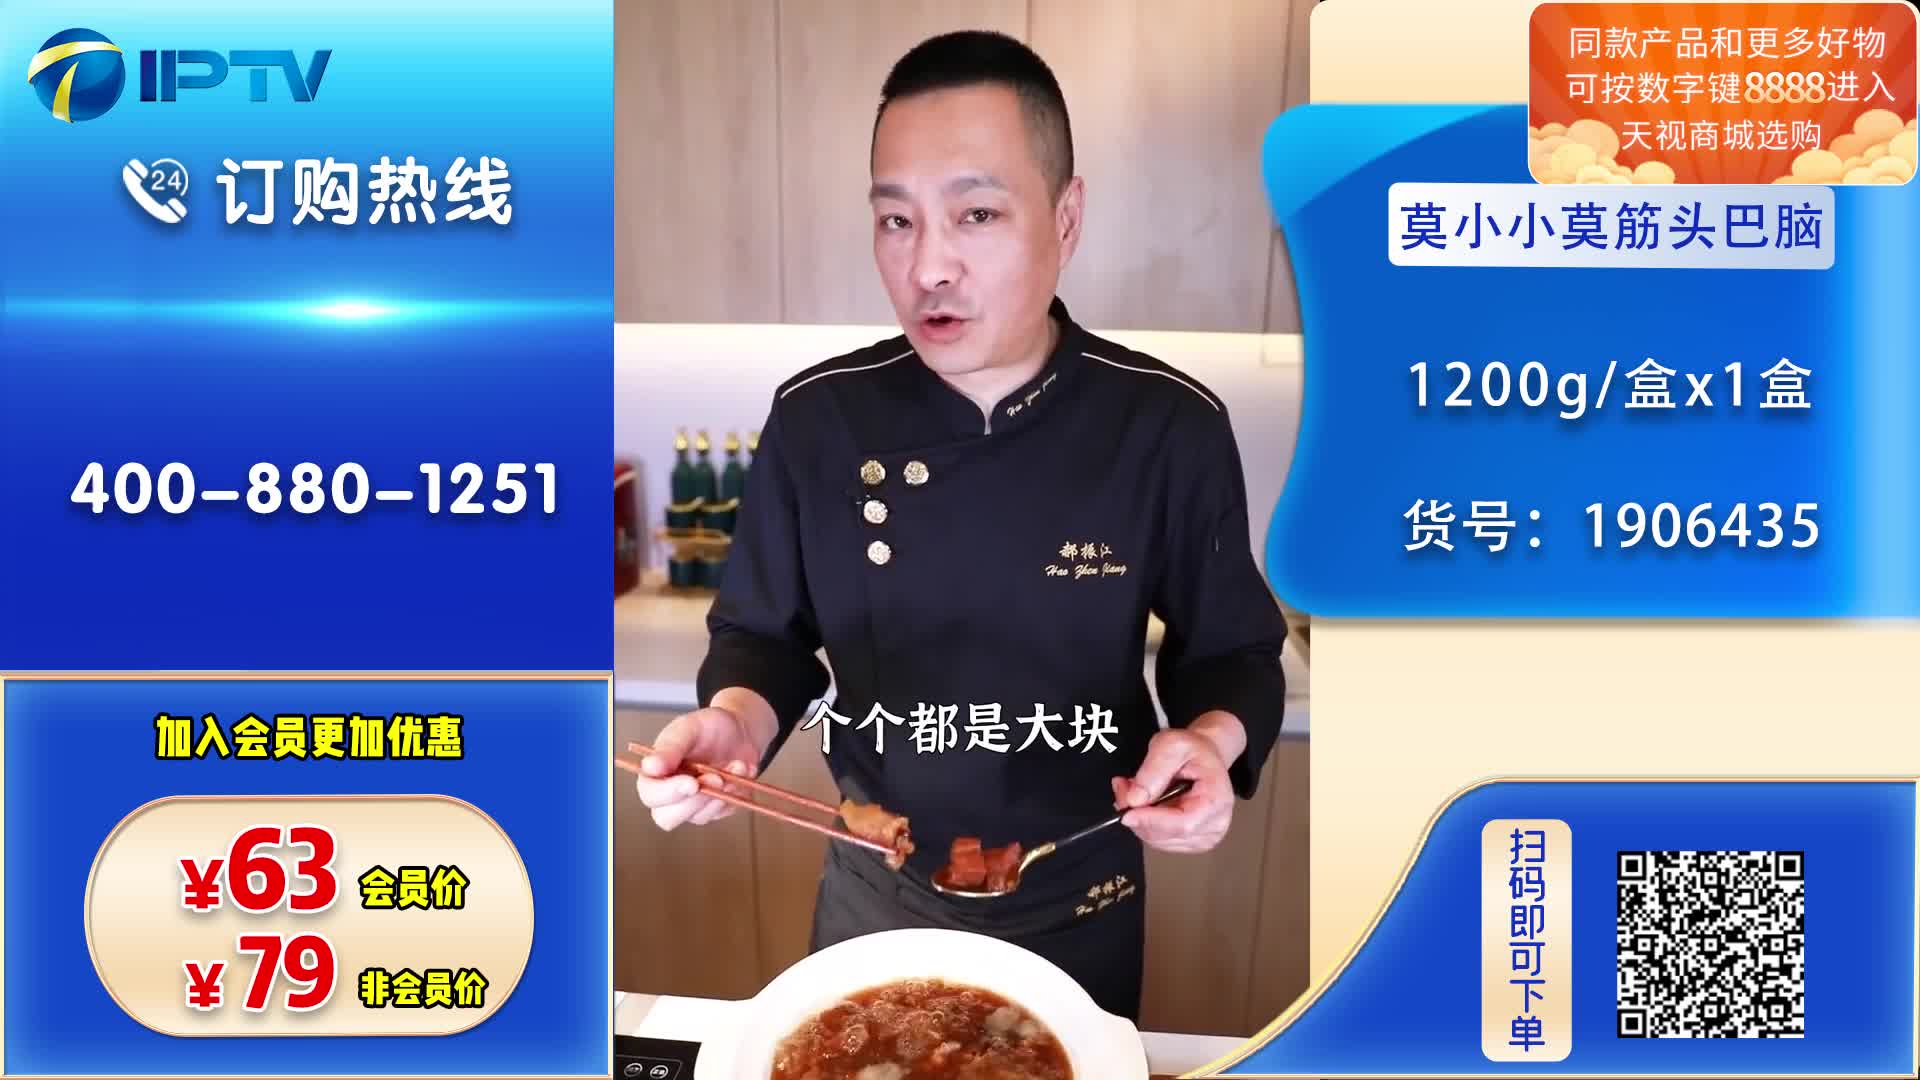 IPTV
24
订购热线
400-880-1251
加入会员更加优惠
¥63 会员价
¥79 非会员价
郝振江
Hao Zhen Jiang
个个都是大块
郝振江
同款产品和更多好物
可按数字键8888进入
天视商城选购
莫小小莫筋头巴脑
1200g/盒x1盒
货号：1906435
扫码即可下单